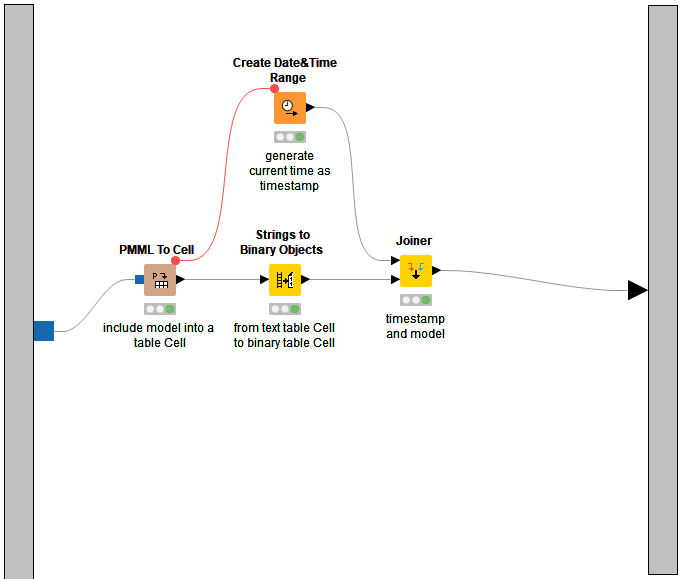 Create Date&Time
Range
generate
current time as
timestamp
PMML To Cell
P
include model into a
table Cell
Strings to
Binary Objects
from text table Cell
to binary table Cell
Joiner
timestamp
and model